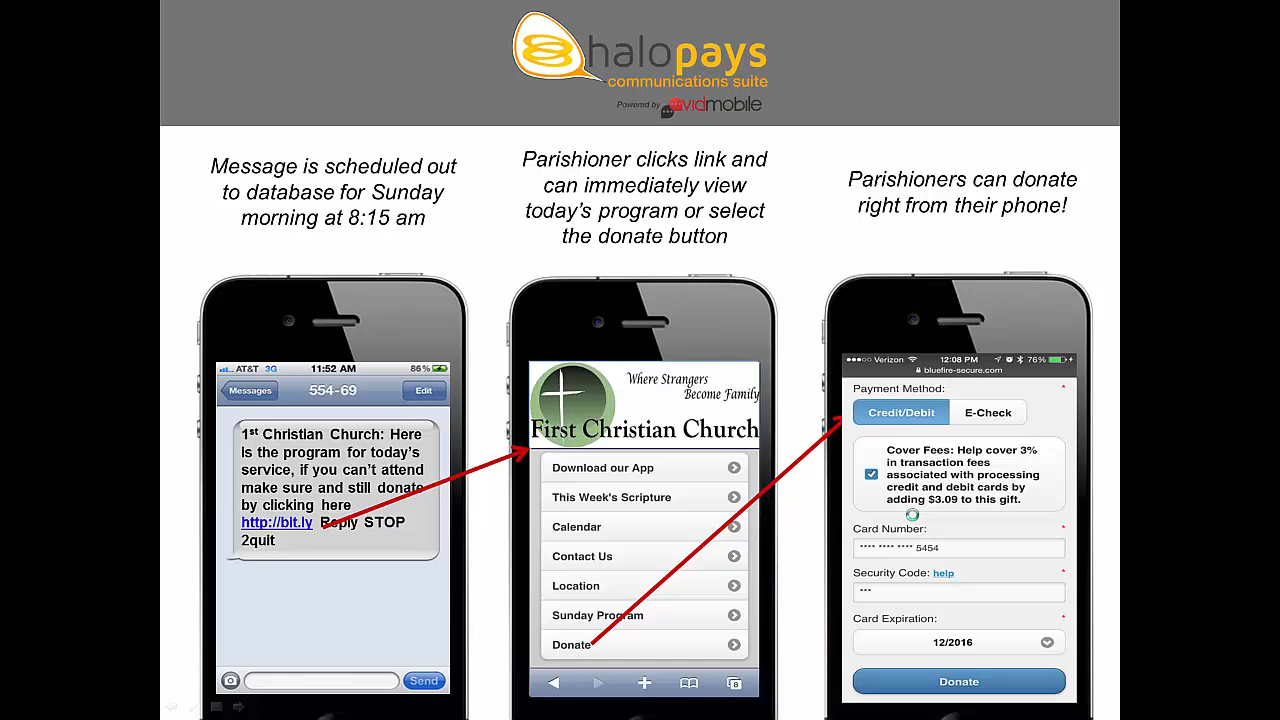 halopays
communications suite
Powered by vidmobile
Message is scheduled out
to database for Sunday
morning at 8:15 am
Parishioner clicks link and
can immediately view
today's program or select
the donate button
Parishioners can donate
right from their phone!
AT&T 3G 11:52 AM 86%
Messages 554-69 Edit
1st Christian Church: Here
is the program for today's
service, if you can't attend
make sure and still donate
by clicking here
http://bit.ly Reply STOP
2quit
Send
Where Strangers
Become Family
First Christian Church
Download our App
This Week's Scripture
Calendar
Contact Us
Location
Sunday Program
Donate
8
Verizon 12:08 PM 76%
bluefire-secure.com
Payment Method: *
Credit/Debit E-Check
Cover Fees: Help cover 3%
in transaction fees
associated with processing
credit and debit cards by
adding $3.09 to this gift.
Card Number: *
**** **** **** 5454
Security Code: help *
***
Card Expiration: *
12/2016
Donate